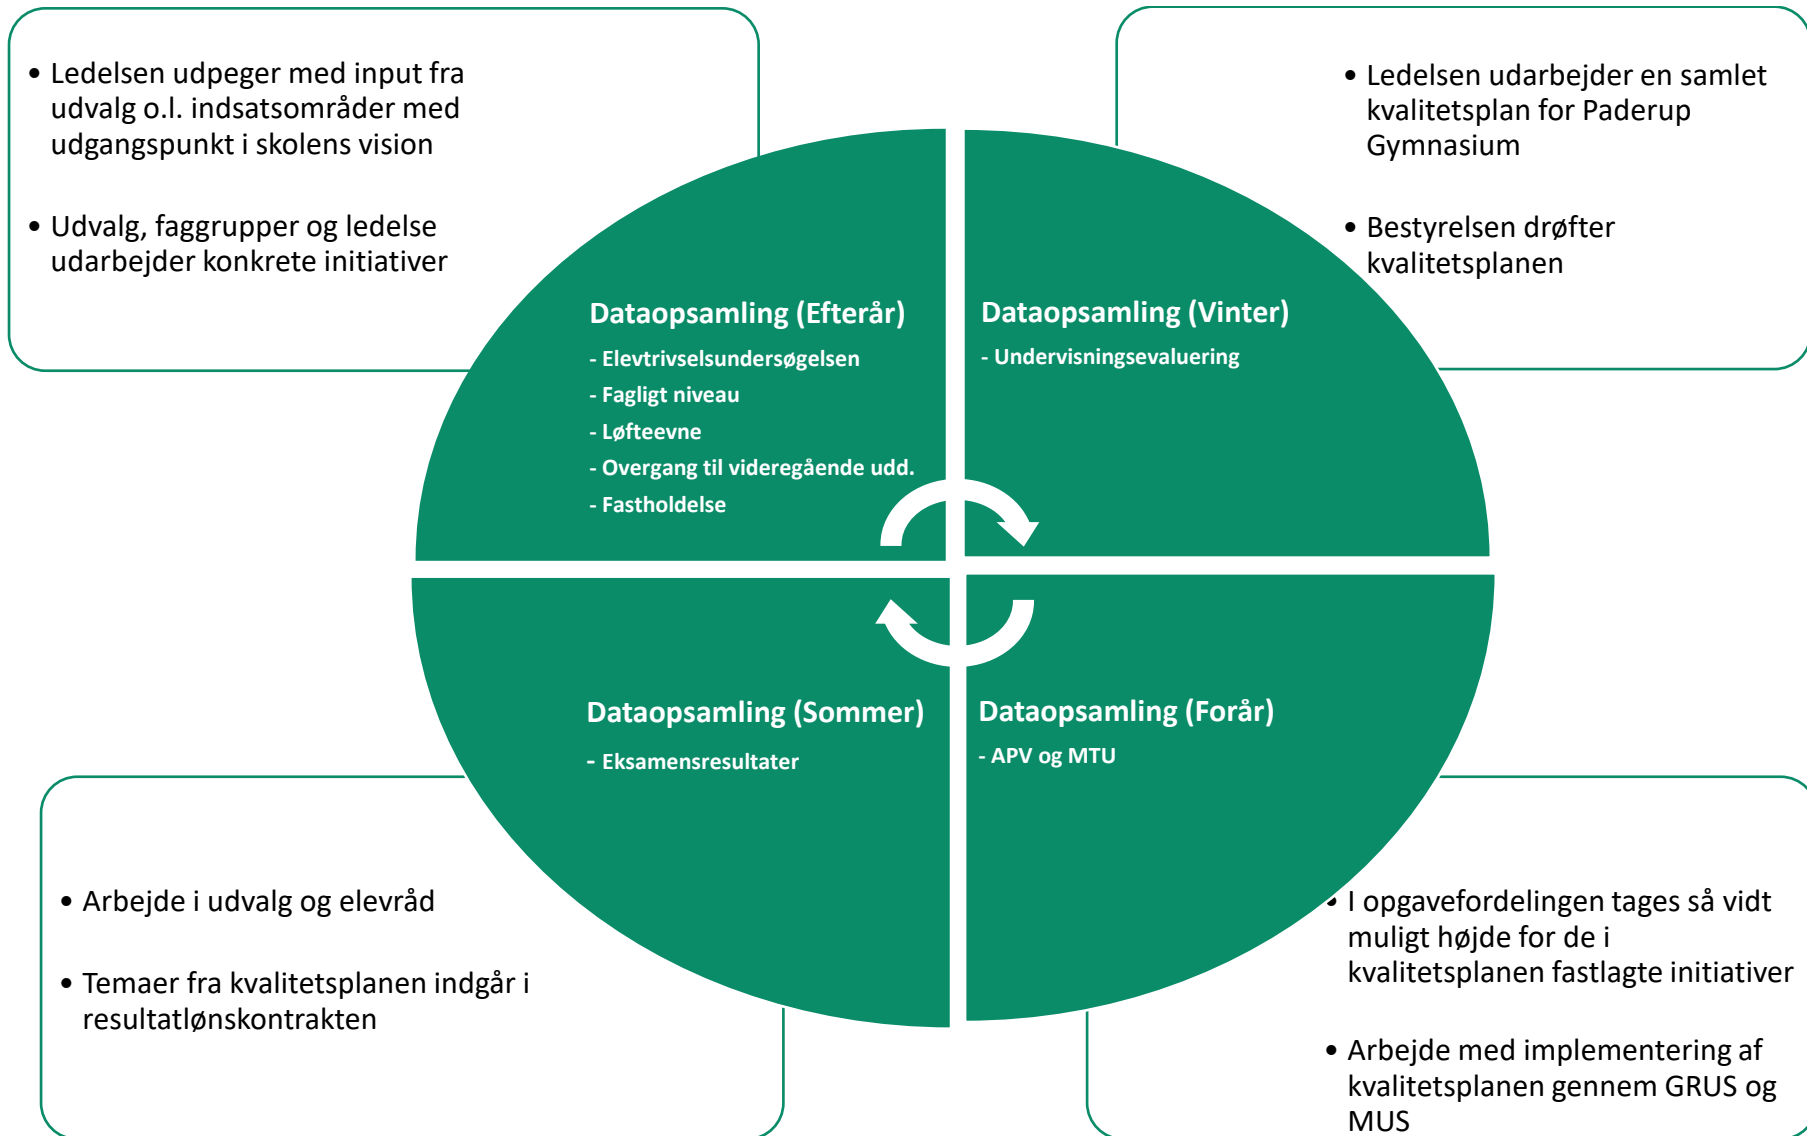 • Ledelsen udpeger med input fra
udvalg o.l. indsatsområder med
udgangspunkt i skolens vision
• Udvalg, faggrupper og ledelse
udarbejder konkrete initiativer
• Ledelsen udarbejder en samlet
kvalitetsplan for Paderup
Gymnasium
• Bestyrelsen drøfter
kvalitetsplanen
Dataopsamling (Efterår)
- Elevtrivselsundersøgelsen
- Fagligt niveau
- Løfteevne
- Overgang til videregående udd.
- Fastholdelse
Dataopsamling (Vinter)
- Undervisningsevaluering
Dataopsamling (Sommer)
- Eksamensresultater
Dataopsamling (Forår)
- APV og MTU
• Arbejde i udvalg og elevråd
• Temaer fra kvalitetsplanen indgår i
resultatlønskontrakten
• I opgavefordelingen tages så vidt
muligt højde for de i
kvalitetsplanen fastlagte initiativer
• Arbejde med implementering af
kvalitetsplanen gennem GRUS og
MUS